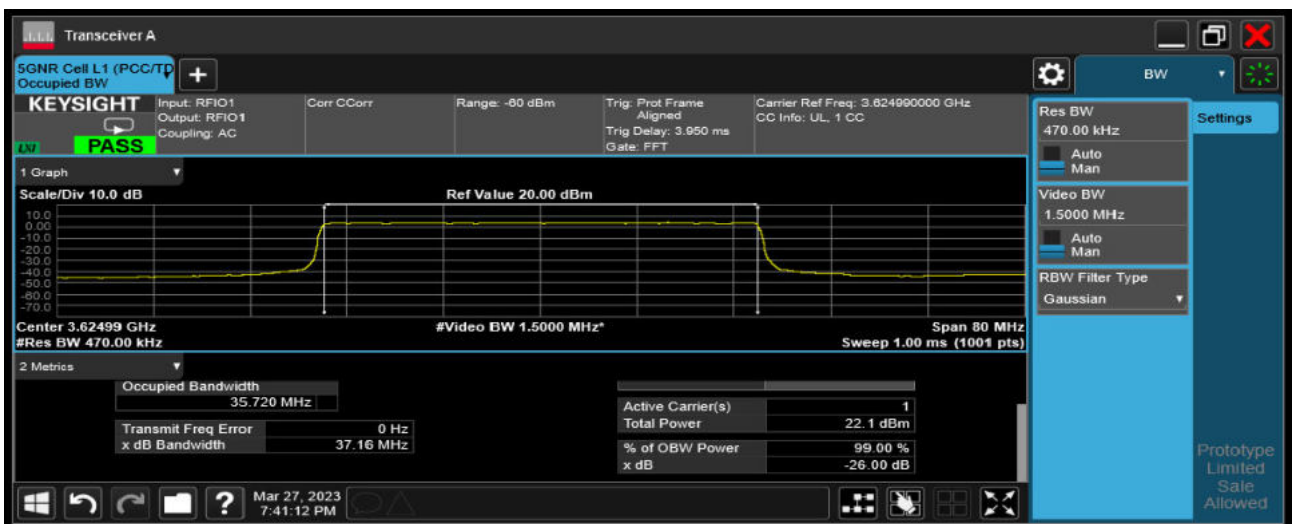 Transceiver A
5GNR Cell L1 (PCC/TD
Occupied BW
+
BW
KEYSIGHT
LXI
PASS
Input: RFIO1
Output: RFIO1
Coupling: AC
Corr CCorr
Range: -60 dBm
Trig: Prot Frame
Aligned
Trig Delay: 3.950 ms
Gate: FFT
Carrier Ref Freq: 3.624990000 GHz
CC Info: UL, 1 CC
Res BW
470.00 kHz
Auto
Man
Settings
1 Graph
Scale/Div 10.0 dB
Ref Value 20.00 dBm
Video BW
1.5000 MHz
Auto
Man
10.0
0.00
-10.0
-20.0
-30.0
-40.0
-50.0
-60.0
-70.0
RBW Filter Type
Gaussian
Center 3.62499 GHz
#Video BW 1.5000 MHz*
Span 80 MHz
#Res BW 470.00 kHz
Sweep 1.00 ms (1001 pts)
2 Metrics
Occupied Bandwidth
35.720 MHz
Transmit Freq Error 0 Hz
x dB Bandwidth 37.16 MHz
Active Carrier(s) 1
Total Power 22.1 dBm
% of OBW Power 99.00 %
x dB -26.00 dB
Prototype
Limited
Sale
Allowed
?
Mar 27, 2023
7:41:12 PM